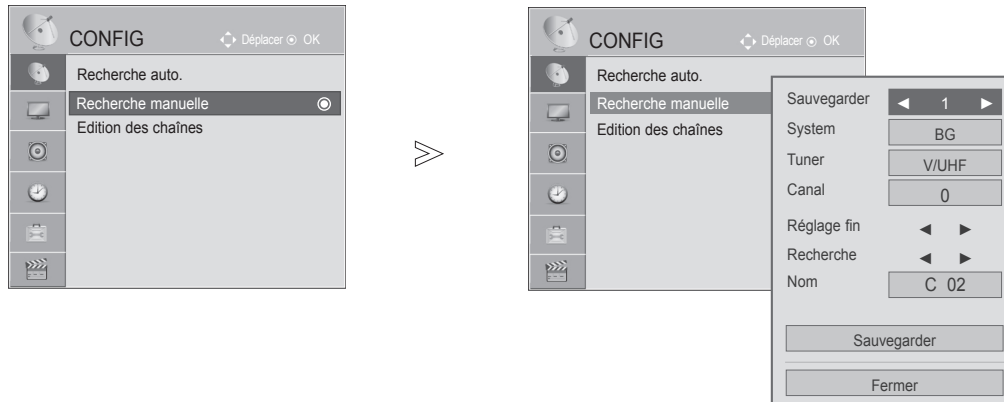 CONFIG Déplacer OK
Recherche auto.
Recherche manuelle
Edition des chaînes
CONFIG Déplacer OK
Recherche auto.
Recherche manuelle
Edition des chaînes
Sauvegarder ◄ 1 ►
System BG
Tuner V/UHF
Canal 0
Réglage fin ◄ ►
Recherche ◄ ►
Nom C 02
Sauvegarder
Fermer